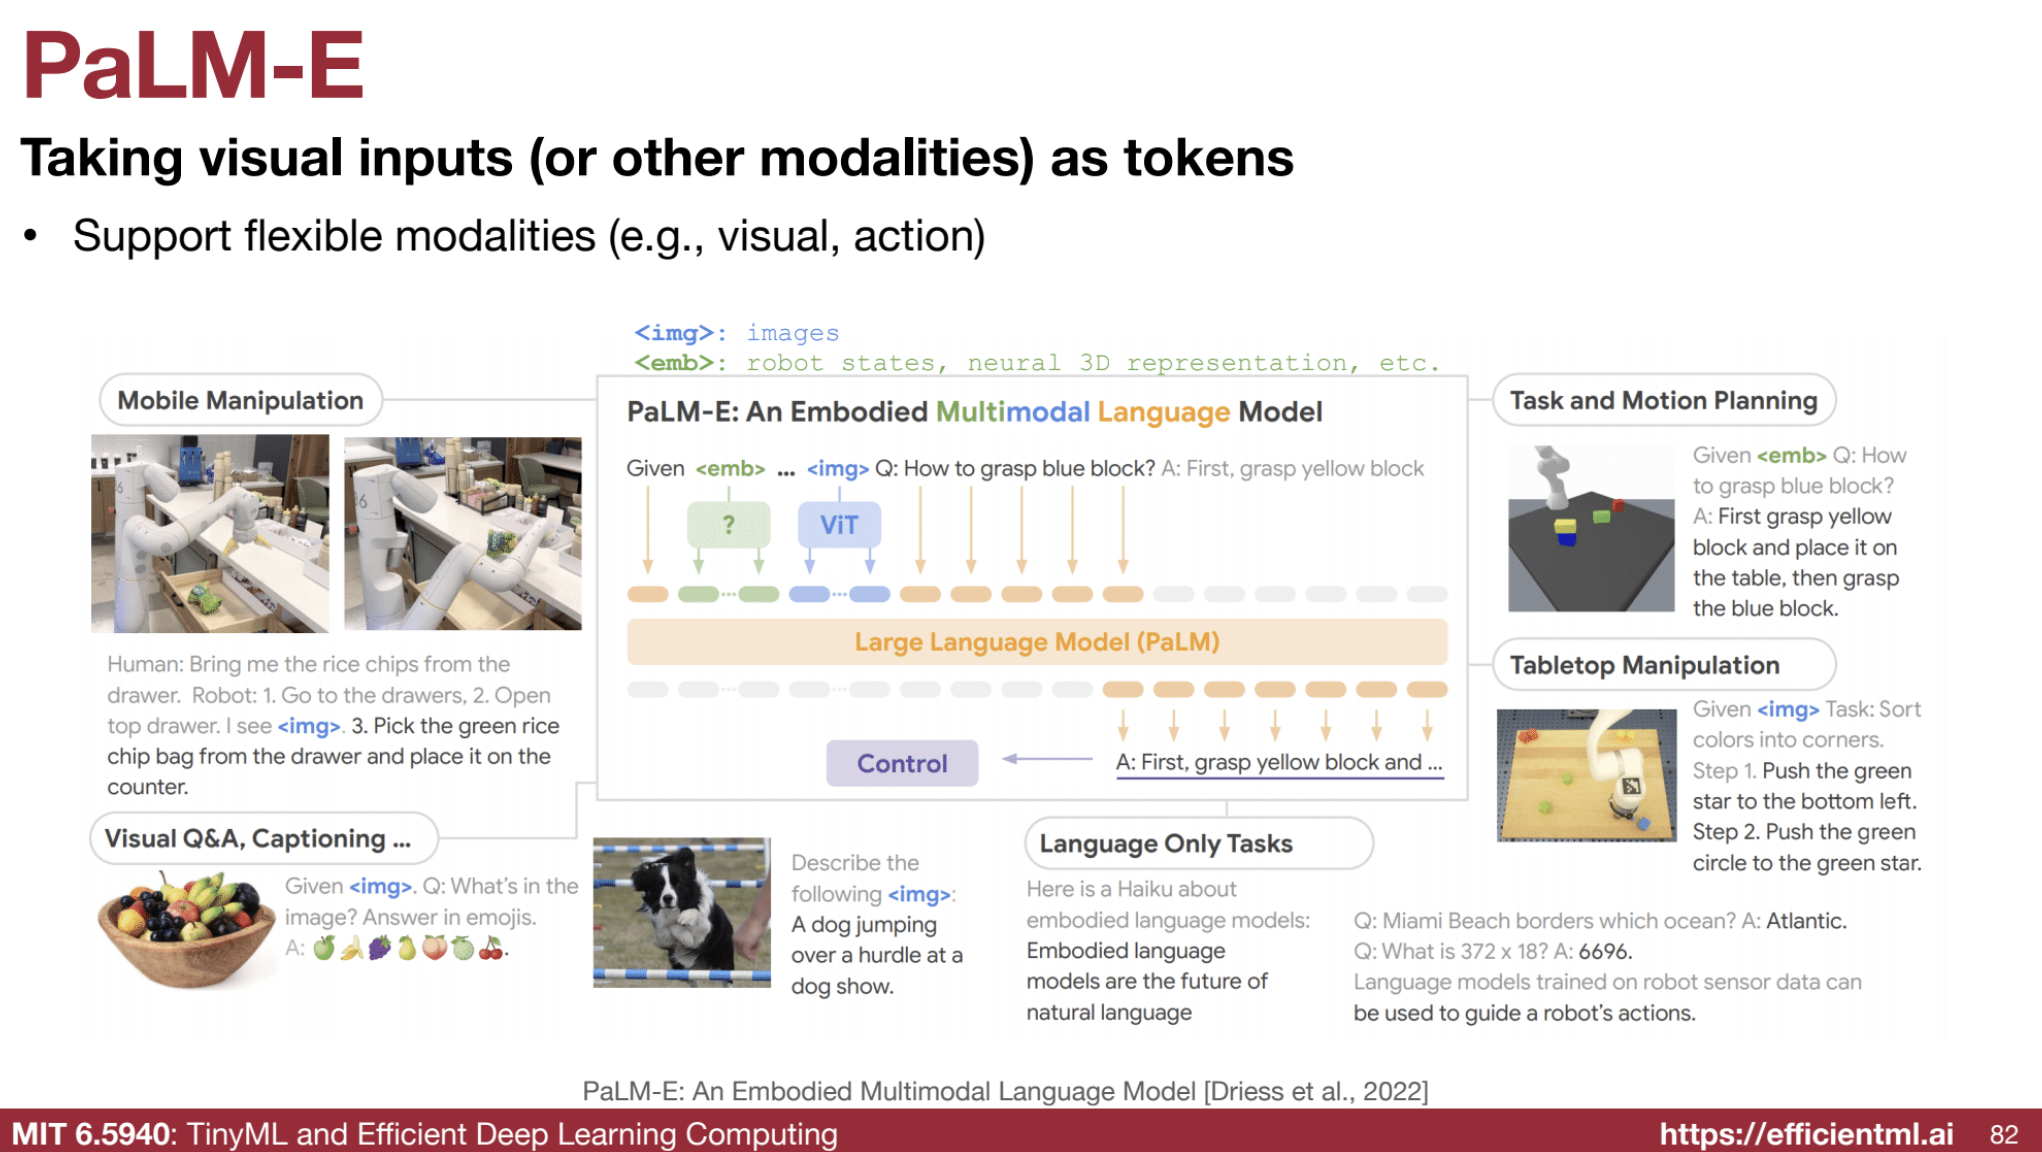 PaLM-E
Taking visual inputs (or other modalities) as tokens
• Support flexible modalities (e.g., visual, action)
<img>: images
<emb>: robot states, neural 3D representation, etc.
Mobile Manipulation
Human: Bring me the rice chips from the
drawer. Robot: 1. Go to the drawers, 2. Open
top drawer. I see <img>. 3. Pick the green rice
chip bag from the drawer and place it on the
counter.
Visual Q&A, Captioning ...
Given <img>. Q: What's in the
image? Answer in emojis.
A: 🍏🍌🍇🍐🍑🍈🍒.
PaLM-E: An Embodied Multimodal Language Model
Given <emb> ... <img> Q: How to grasp blue block? A: First, grasp yellow block
?
ViT
Large Language Model (PaLM)
Control
A: First, grasp yellow block and ...
Describe the
following <img>:
A dog jumping
over a hurdle at a
dog show.
Language Only Tasks
Here is a Haiku about
embodied language models:
Embodied language
models are the future of
natural language
Q: Miami Beach borders which ocean? A: Atlantic.
Q: What is 372 x 18? A: 6696.
Language models trained on robot sensor data can
be used to guide a robot's actions.
Task and Motion Planning
Given <emb> Q: How
to grasp blue block?
A: First grasp yellow
block and place it on
the table, then grasp
the blue block.
Tabletop Manipulation
Given <img> Task: Sort
colors into corners.
Step 1. Push the green
star to the bottom left.
Step 2. Push the green
circle to the green star.
PaLM-E: An Embodied Multimodal Language Model [Driess et al., 2022]
MIT 6.5940: TinyML and Efficient Deep Learning Computing
https://efficientml.ai
82